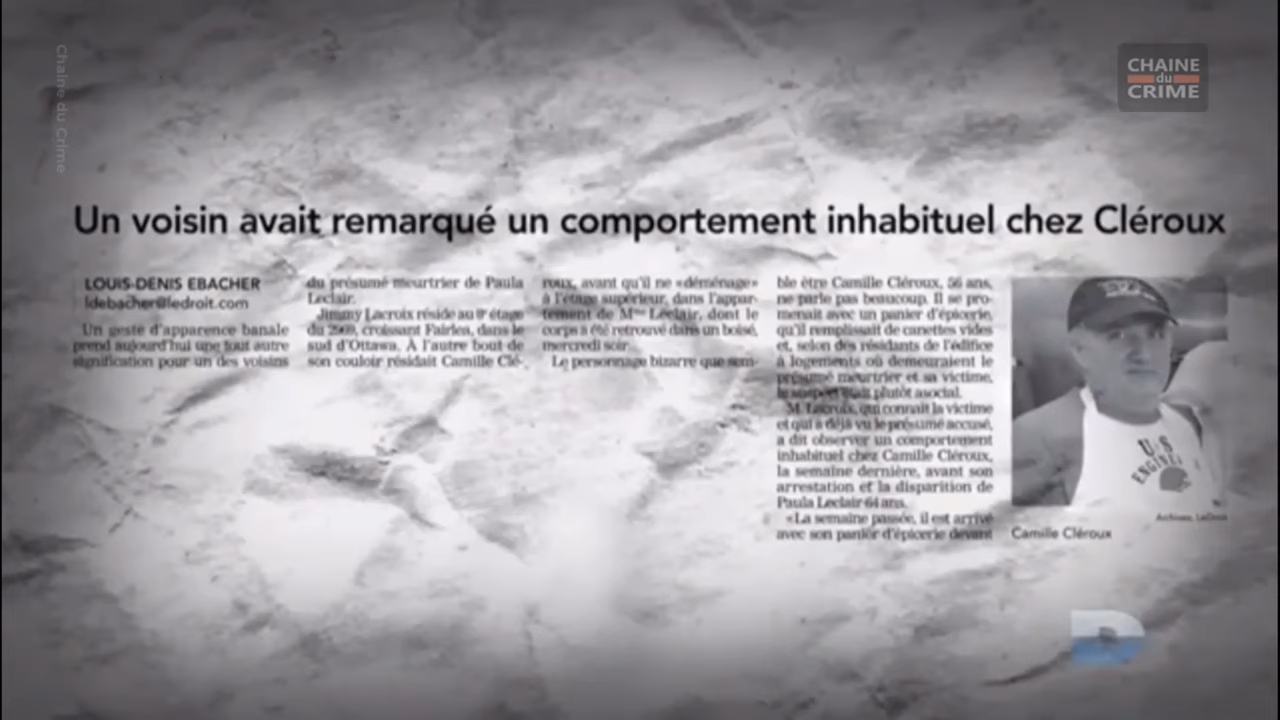 Chaine du Crime
CHAINE
du
CRIME
Un voisin avait remarqué un comportement inhabituel chez Cléroux
LOUIS-DENIS EBACHER
ldebacher@ledroit.com
Un geste d'apparence banale
prend aujourd'hui une tout autre
signification pour un des voisins
du présumé meurtrier de Paula
Leclair.
Jimmy Lacroix réside au 8e étage
du 2969, croissant Fairlea, dans le
sud d'Ottawa. À l'autre bout de
son couloir résidait Camille Clé-
roux, avant qu'il ne «déménage»
à l'étage supérieur, dans l'appar-
tement de Mme Leclair, dont le
corps a été retrouvé dans un boisé,
mercredi soir.
Le personnage bizarre que sem-
ble être Camille Cléroux, 56 ans,
ne parle pas beaucoup. Il se pro-
menait avec un panier d'épicerie,
qu'il remplissait de canettes vides
et, selon des résidants de l'édifice
à logements où demeuraient le
présumé meurtrier et sa victime,
le suspect était plutôt asocial.
M. Lacroix, qui connaît la victime
et qui a déjà vu le présumé accusé,
a dit observer un comportement
inhabituel chez Camille Cléroux,
la semaine dernière, avant son
arrestation et la disparition de
Paula Leclair 64 ans.
«La semaine passée, il est arrivé
avec son panier d'épicerie devant
U S
ENGINE
Archives, LeDroit
Camille Cléroux
D